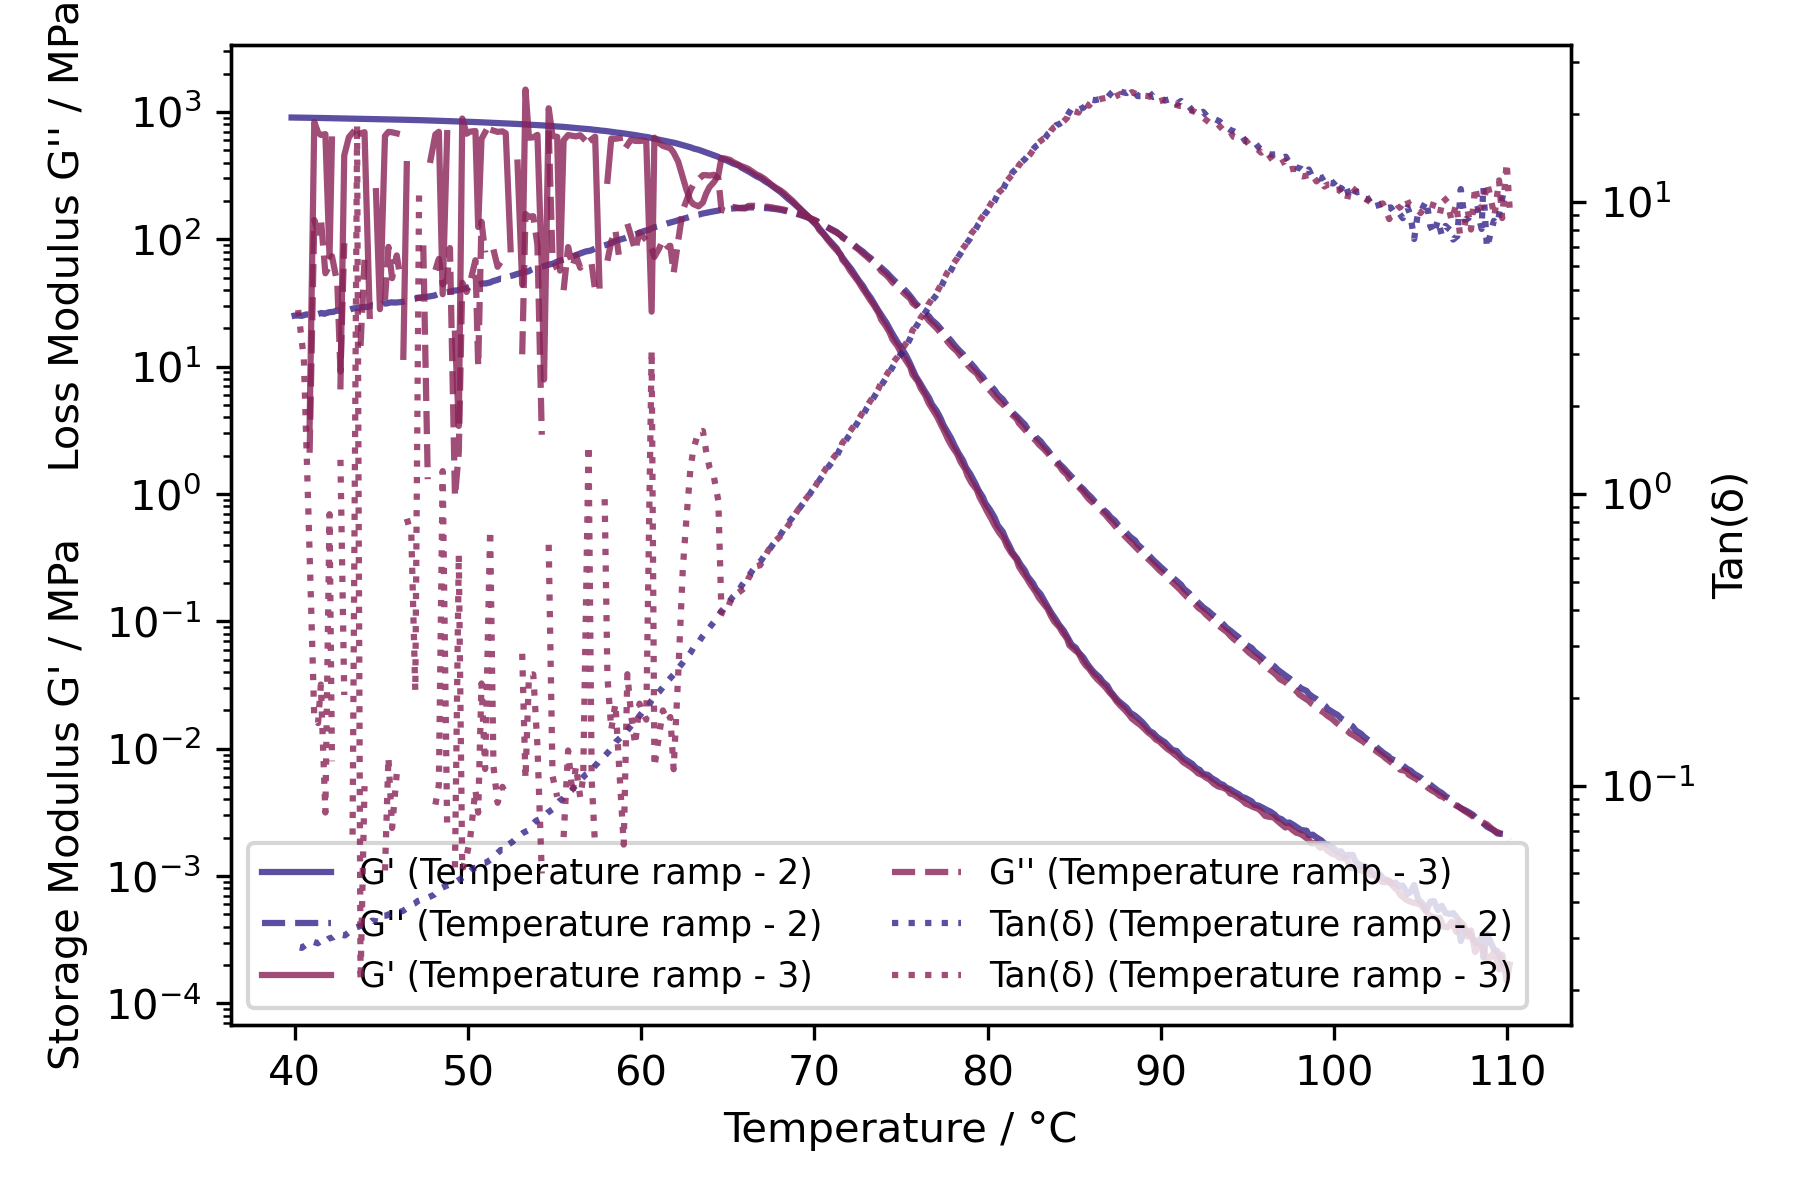 Storage Modulus G' / MPa    Loss Modulus G'' / MPa
10³
10²
10¹
10⁰
10⁻¹
10⁻²
10⁻³
10⁻⁴
G' (Temperature ramp - 2)
G'' (Temperature ramp - 2)
G' (Temperature ramp - 3)
G'' (Temperature ramp - 3)
Tan(δ) (Temperature ramp - 2)
Tan(δ) (Temperature ramp - 3)
10¹
10⁰
10⁻¹
Tan(δ)
40 50 60 70 80 90 100 110
Temperature / °C